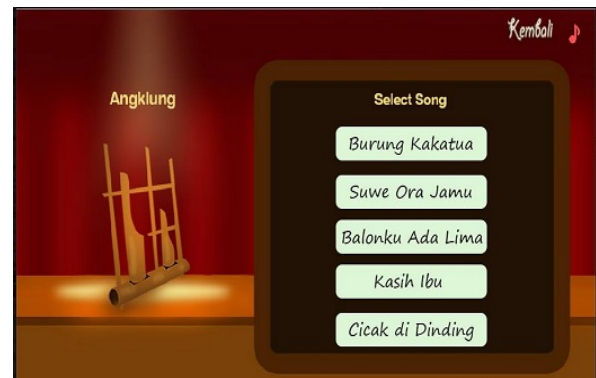 Kembali
Angklung
Select Song
Burung Kakatua
Suwe Ora Jamu
Balonku Ada Lima
Kasih Ibu
Cicak di Dinding